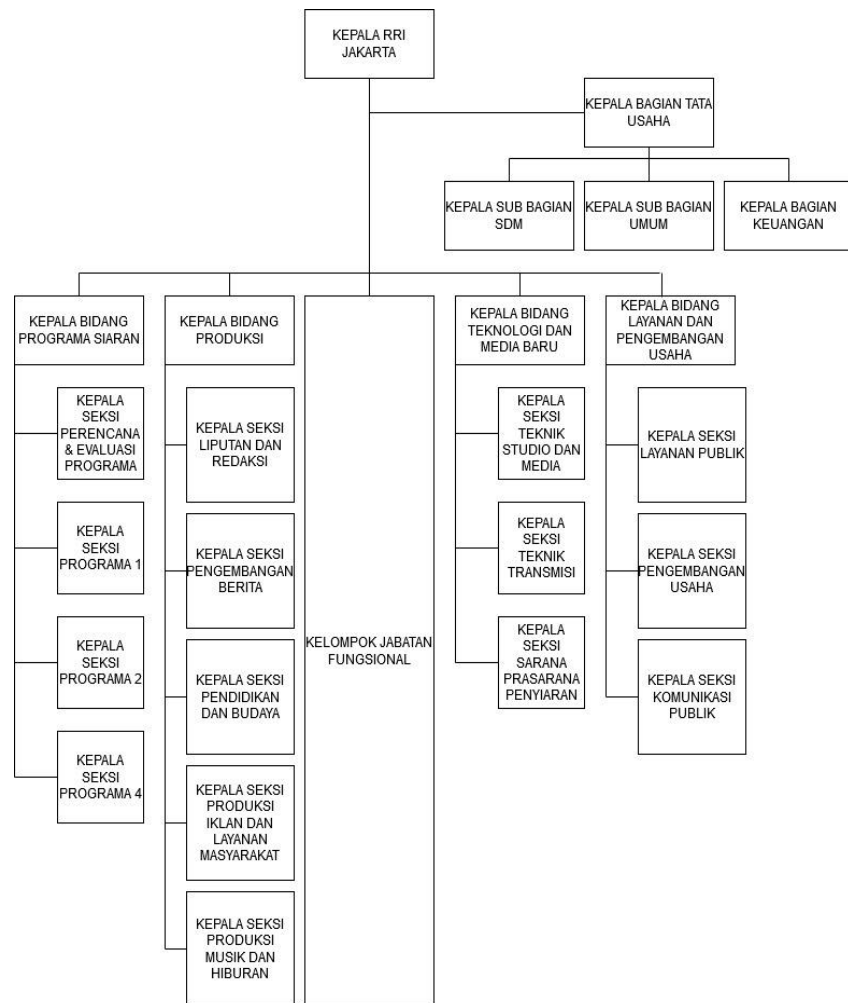 KEPALA RRI
JAKARTA
KEPALA BAGIAN TATA
USAHA
KEPALA SUB BAGIAN
SDM
KEPALA SUB BAGIAN
UMUM
KEPALA BAGIAN
KEUANGAN
KEPALA BIDANG
PROGRAMA SIARAN
KEPALA SEKSI
PERENCANA
& EVALUASI
PROGRAMA
KEPALA
SEKSI
PROGRAMA 1
KEPALA
SEKSI
PROGRAMA 2
KEPALA
SEKSI
PROGRAMA 4
KEPALA BIDANG
PRODUKSI
KEPALA SEKSI
LIPUTAN DAN
REDAKSI
KEPALA SEKSI
PENGEMBANGAN
BERITA
KEPALA SEKSI
PENDIDIKAN
DAN BUDAYA
KEPALA SEKSI
PRODUKSI
IKLAN DAN
LAYANAN
MASYARAKAT
KEPALA SEKSI
PRODUKSI
MUSIK DAN
HIBURAN
KELOMPOK JABATAN
FUNGSIONAL
KEPALA BIDANG
TEKNOLOGI DAN
MEDIA BARU
KEPALA
SEKSI
TEKNIK
STUDIO DAN
MEDIA
KEPALA
SEKSI
TEKNIK
TRANSMISI
KEPALA
SEKSI
SARANA
PRASARANA
PENYIARAN
KEPALA BIDANG
LAYANAN DAN
PENGEMBANGAN
USAHA
KEPALA SEKSI
LAYANAN PUBLIK
KEPALA SEKSI
PENGEMBANGAN
USAHA
KEPALA SEKSI
KOMUNIKASI
PUBLIK